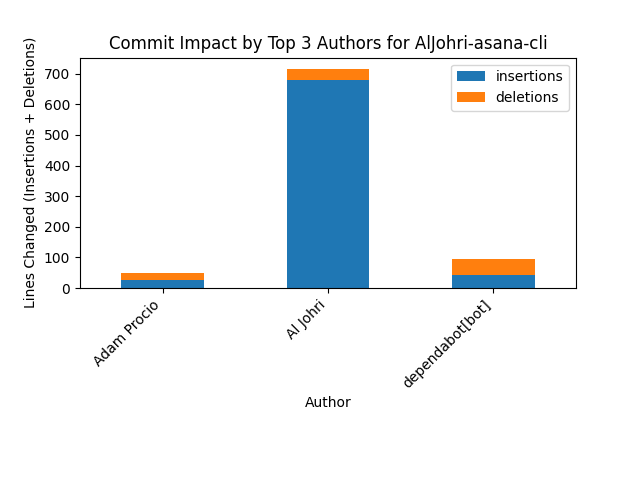 Commit Impact by Top 3 Authors for AlJohri-asana-cli
Lines Changed (Insertions + Deletions)
700
600
500
400
300
200
100
0
insertions
deletions
Adam Procio
Al Johri
dependabot[bot]
Author